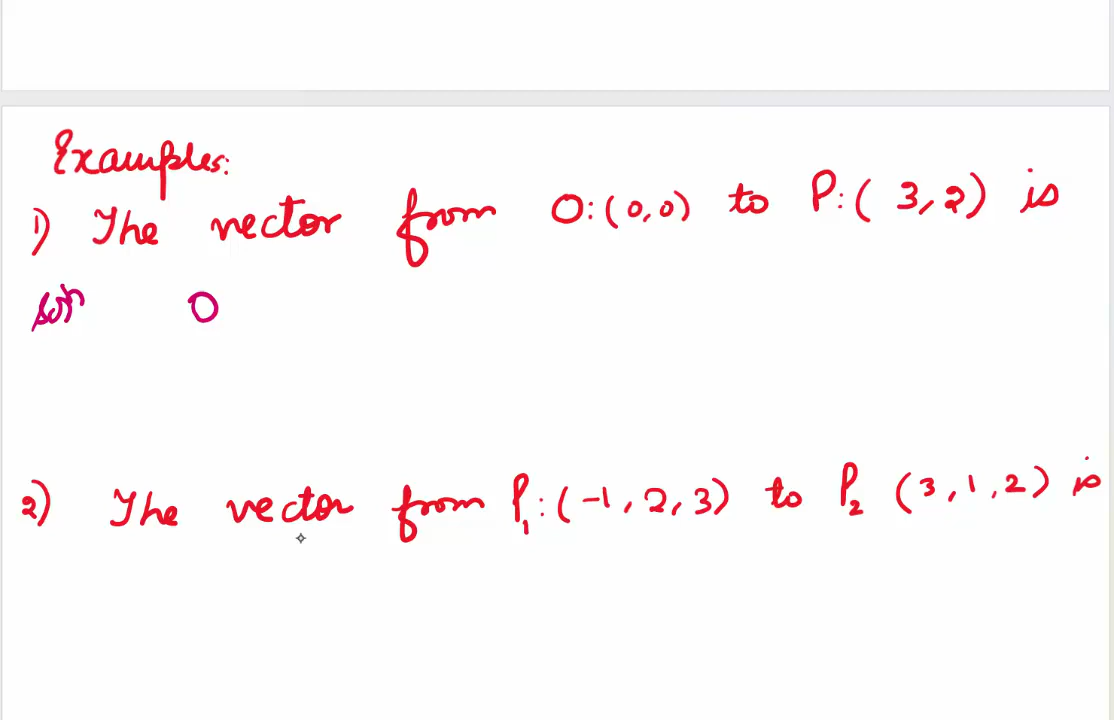 Examples:
1) The vector from O:(0,0) to P:(3,2) is
soln O
2) The vector from P₁:(-1,2,3) to P₂ (3,1,2) is